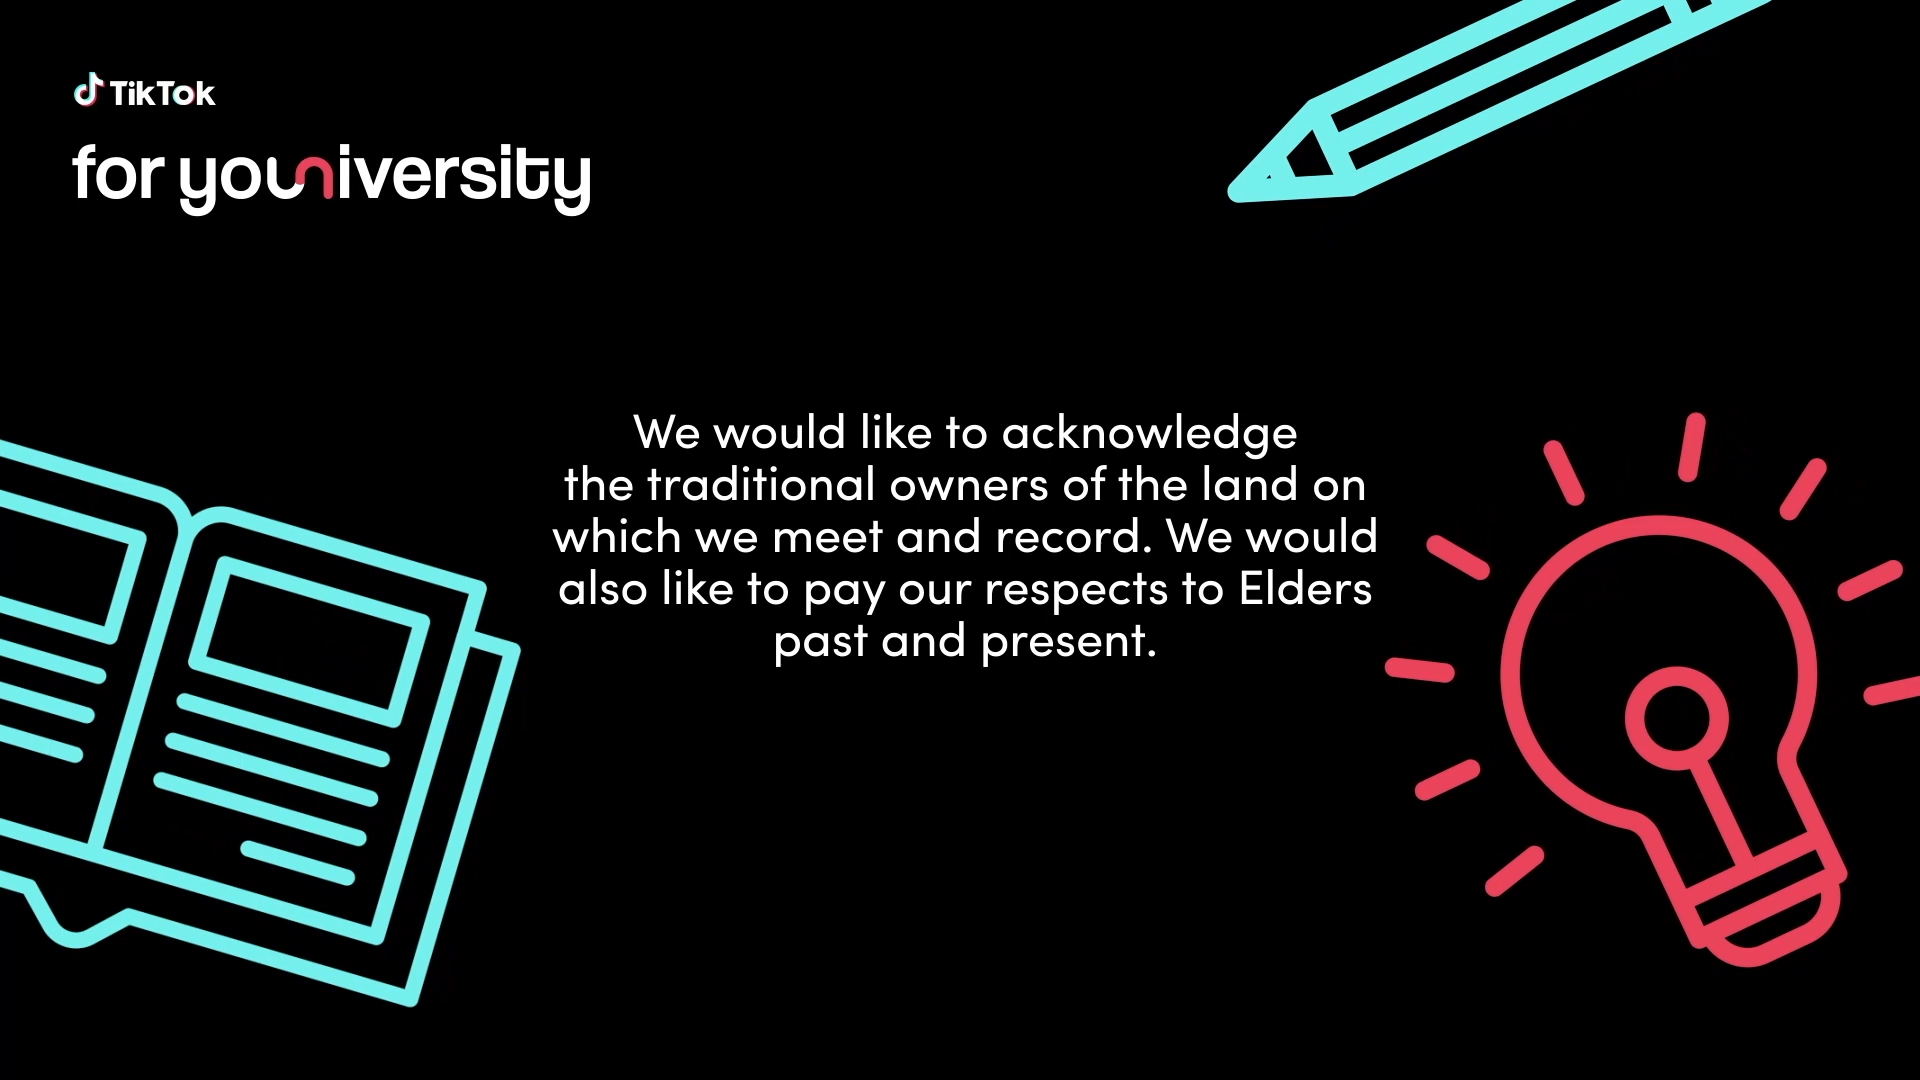 TikTok
for youniversity
We would like to acknowledge
the traditional owners of the land on
which we meet and record. We would
also like to pay our respects to Elders
past and present.